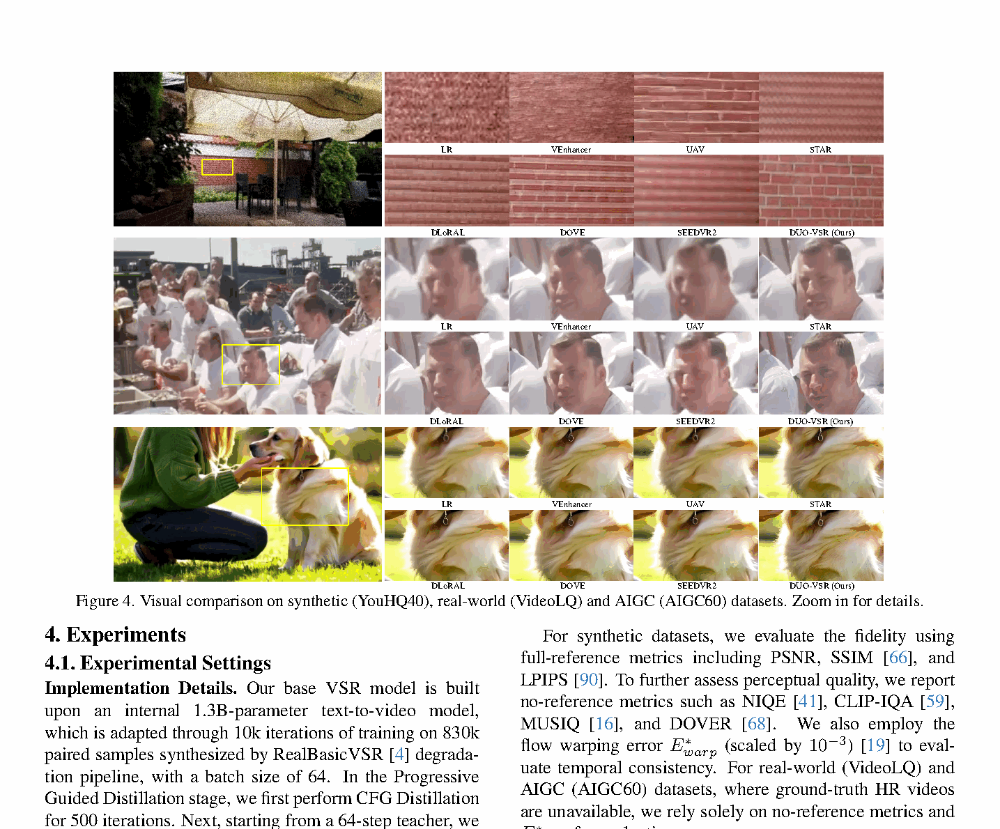 LR VEnhancer UAV STAR
DLoRAL DOVE SEEDVR2 DUO-VSR (Ours)
LR VEnhancer UAV STAR
DLoRAL DOVE SEEDVR2 DUO-VSR (Ours)
LR VEnhancer UAV STAR
DLoRAL DOVE SEEDVR2 DUO-VSR (Ours)
Figure 4. Visual comparison on synthetic (YouHQ40), real-world (VideoLQ) and AIGC (AIGC60) datasets. Zoom in for details.
4. Experiments
4.1. Experimental Settings
Implementation Details. Our base VSR model is built
upon an internal 1.3B-parameter text-to-video model,
which is adapted through 10k iterations of training on 830k
paired samples synthesized by RealBasicVSR [4] degrada-
tion pipeline, with a batch size of 64. In the Progressive
Guided Distillation stage, we first perform CFG Distillation
for 500 iterations. Next, starting from a 64-step teacher, we
For synthetic datasets, we evaluate the fidelity using
full-reference metrics including PSNR, SSIM [66], and
LPIPS [90]. To further assess perceptual quality, we report
no-reference metrics such as NIQE [41], CLIP-IQA [59],
MUSIQ [16], and DOVER [68]. We also employ the
flow warping error E*warp (scaled by 10−3) [19] to eval-
uate temporal consistency. For real-world (VideoLQ) and
AIGC (AIGC60) datasets, where ground-truth HR videos
are unavailable, we rely solely on no-reference metrics and